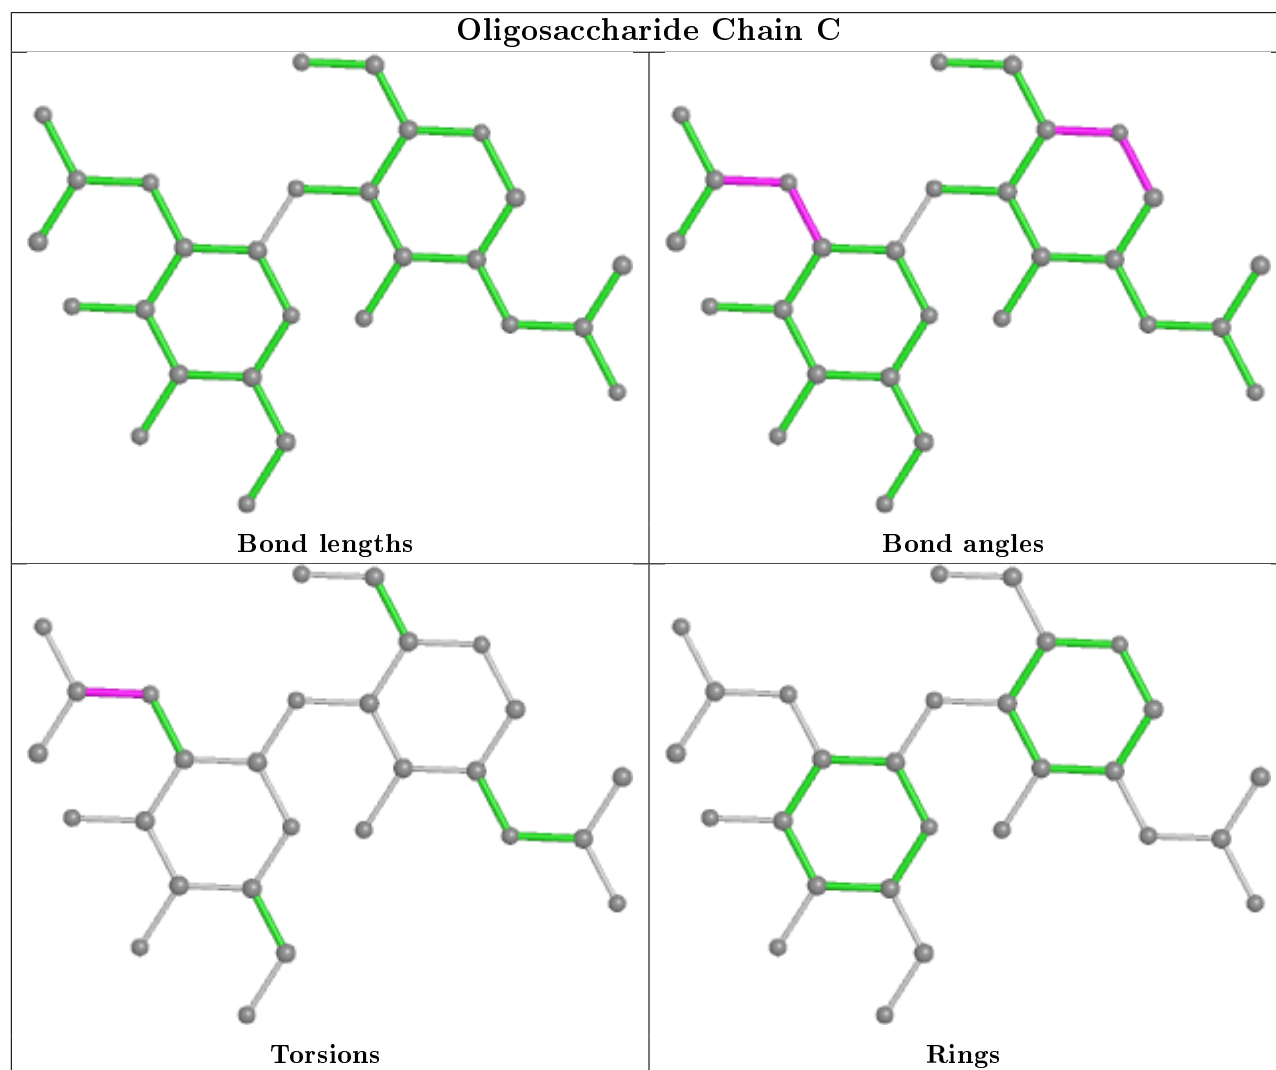 Oligosaccharide Chain C
Bond lengths
Bond angles
Torsions
Rings